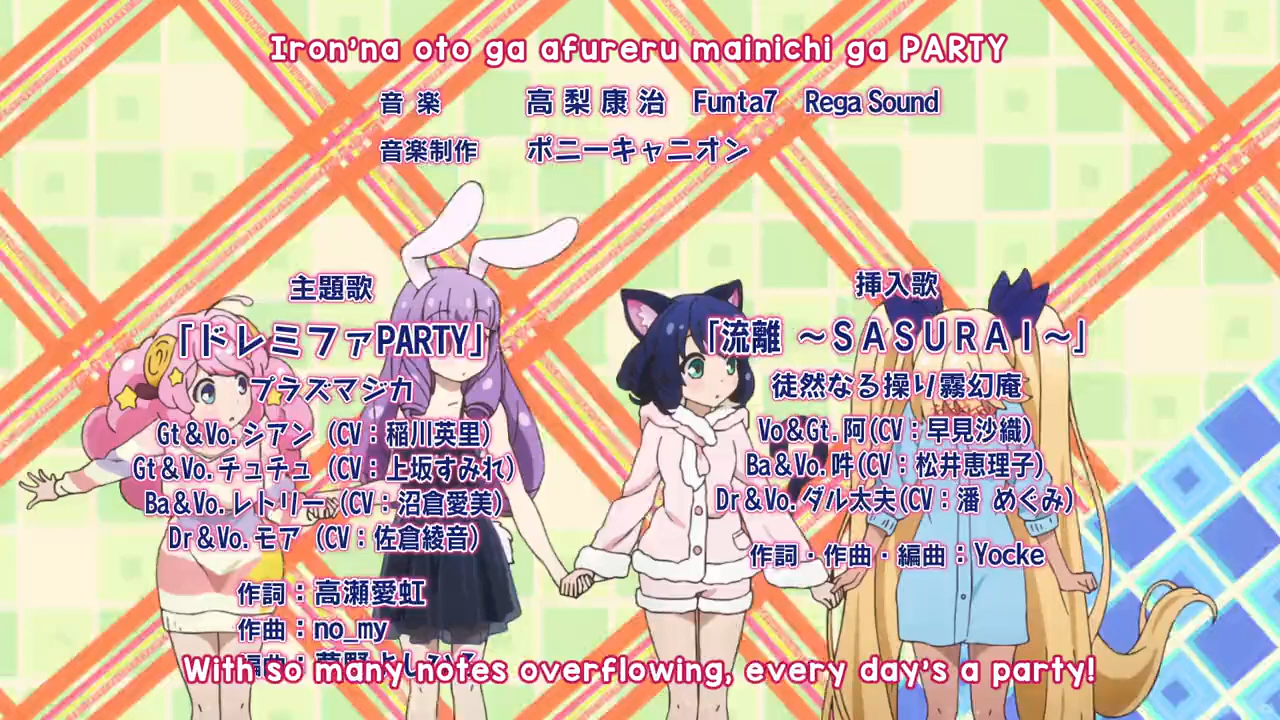 Iron'na oto ga afureru mainichi ga PARTY
音楽 高梨康治 Funta7 Rega Sound
音楽制作 ポニーキャニオン
主題歌
「ドレミファPARTY」
プラズマジカ
Gt&Vo.シアン (CV:稲川英里)
Gt&Vo.チュチュ (CV:上坂すみれ)
Ba&Vo.レトリー (CV:沼倉愛美)
Dr&Vo.モア (CV:佐倉綾音)
作詞:高瀬愛虹
作曲:no_my
編曲:
挿入歌
「流離 ～SASURAI～」
徒然なる操り霧幻庵
Vo&Gt.阿(CV:早見沙織)
Ba&Vo.吽(CV:松井恵理子)
Dr&Vo.ダル太夫(CV:潘 めぐみ)
作詞・作曲・編曲:Yocke
With so many notes overflowing, every day's a party!